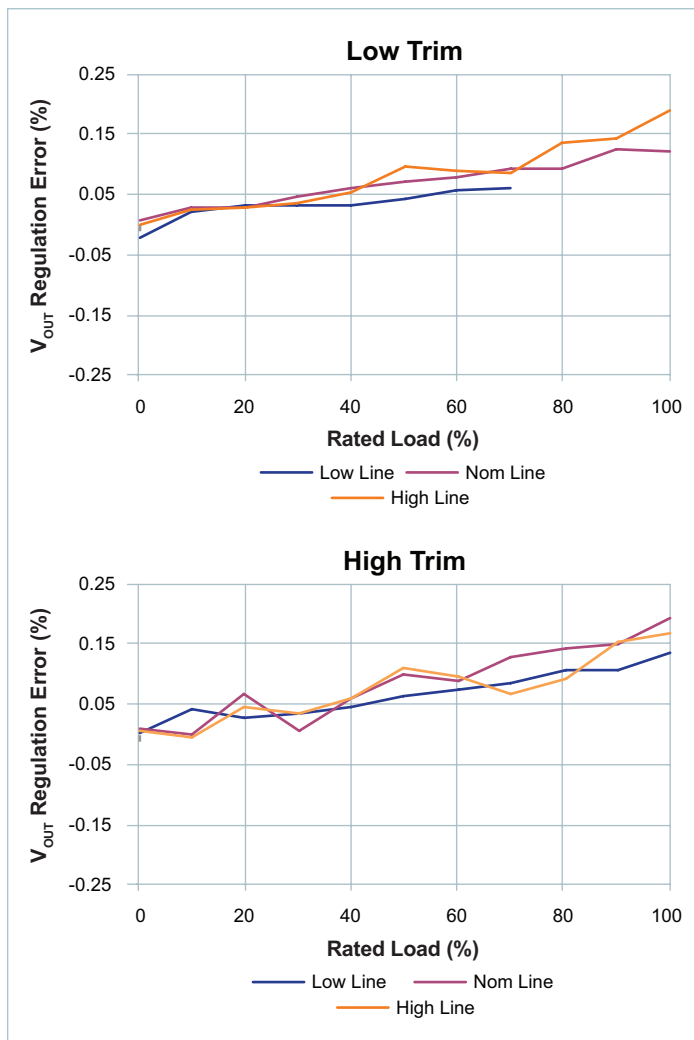 Low Trim
V_OUT Regulation Error (%)
0.25
0.15
0.05
-0.05
-0.15
-0.25
0 20 40 60 80 100
Rated Load (%)
Low Line Nom Line
High Line
High Trim
V_OUT Regulation Error (%)
0.25
0.15
0.05
-0.05
-0.15
-0.25
0 20 40 60 80 100
Rated Load (%)
Low Line Nom Line
High Line